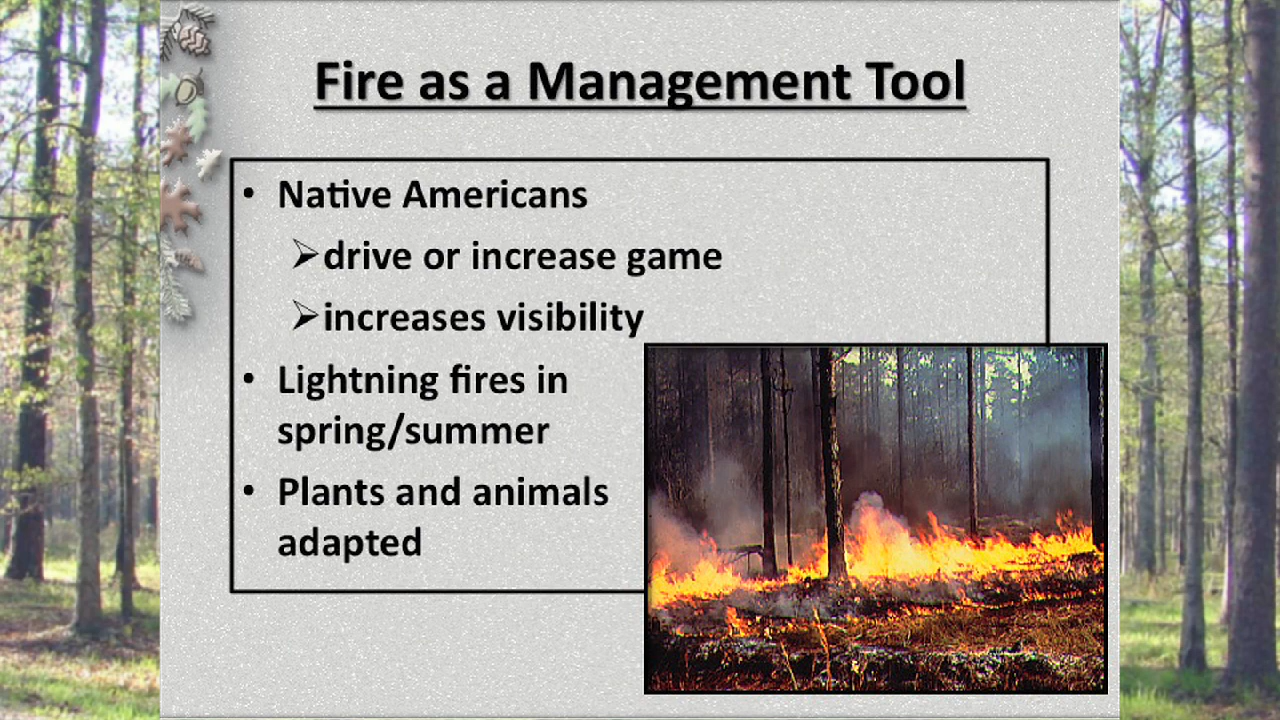 Fire as a Management Tool
• Native Americans
➢drive or increase game
➢increases visibility
• Lightning fires in
spring/summer
• Plants and animals
adapted